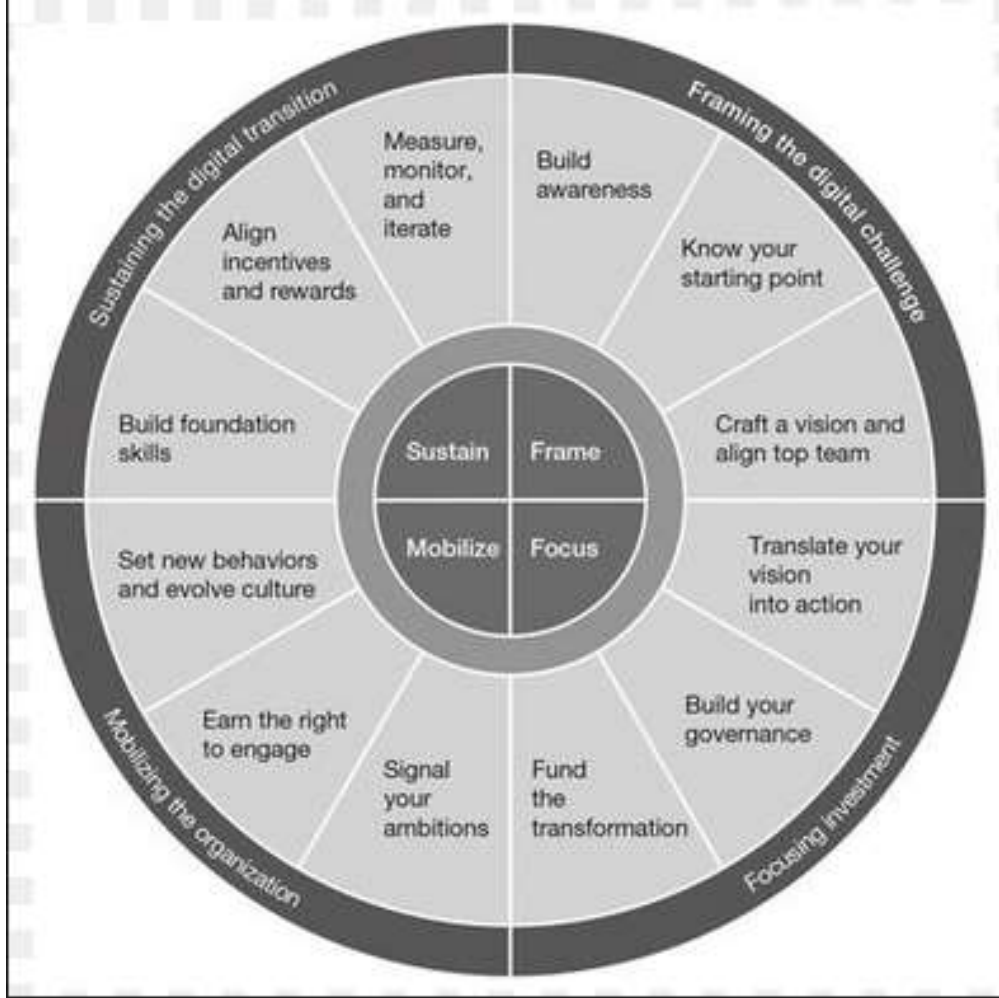 Framing the digital challenge
Build
awareness
Know your
starting point
Craft a vision and
align top team
Focusing investment
Translate your
vision
into action
Build your
governance
Fund
the
transformation
Mobilizing the organization
Signal
your
ambitions
Earn the right
to engage
Set new behaviors
and evolve culture
Sustaining the digital transition
Build foundation
skills
Align
incentives
and rewards
Measure,
monitor,
and
iterate
Sustain
Frame
Mobilize
Focus